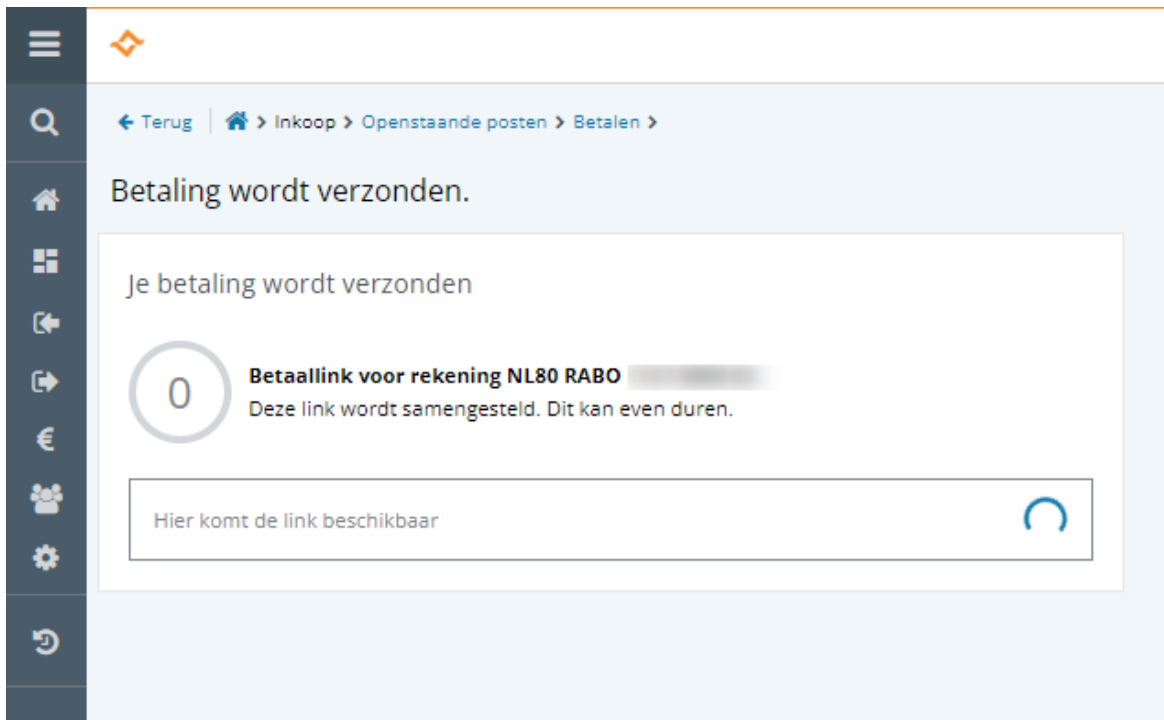 Terug > Inkoop > Openstaande posten > Betalen >
Betaling wordt verzonden.
Je betaling wordt verzonden
0
Betaallink voor rekening NL80 RABO
Deze link wordt samengesteld. Dit kan even duren.
Hier komt de link beschikbaar